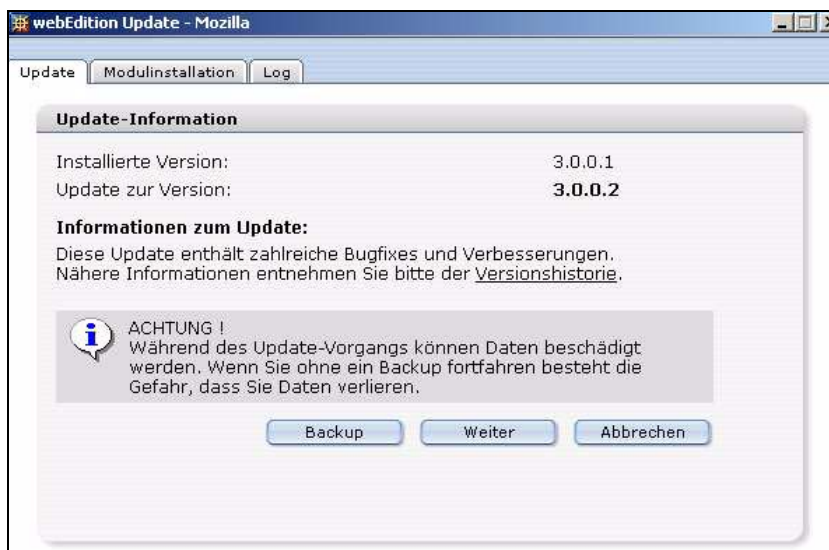 webEdition Update - Mozilla
Update Modulinstallation Log
Update-Information
Installierte Version: 3.0.0.1
Update zur Version: 3.0.0.2
Informationen zum Update:
Diese Update enthält zahlreiche Bugfixes und Verbesserungen.
Nähere Informationen entnehmen Sie bitte der Versionshistorie.
ACHTUNG !
Während des Update-Vorgangs können Daten beschädigt
werden. Wenn Sie ohne ein Backup fortfahren besteht die
Gefahr, dass Sie Daten verlieren.
Backup Weiter Abbrechen